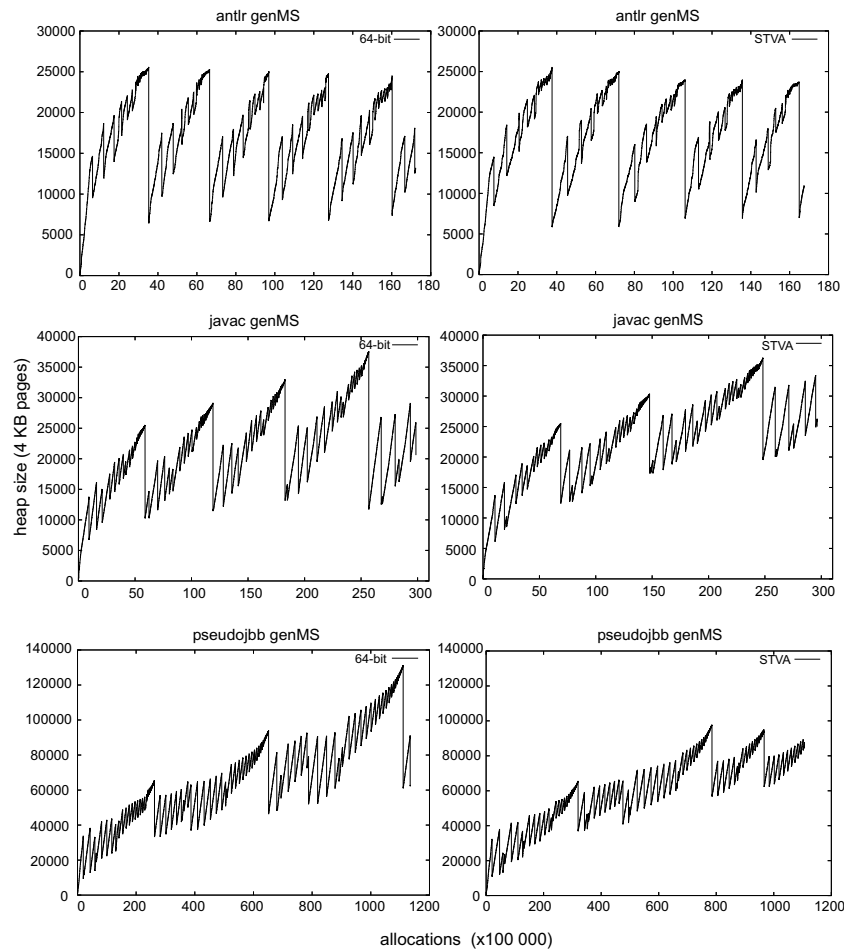 antlr genMS
antlr genMS
30000
25000
20000
15000
10000
5000
0
64-bit
0 20 40 60 80 100 120 140 160 180
30000
25000
20000
15000
10000
5000
0
STVA
0 20 40 60 80 100 120 140 160 180
javac genMS
javac genMS
heap size (4 KB pages)
40000
35000
30000
25000
20000
15000
10000
5000
0
64-bit
0 50 100 150 200 250 300
40000
35000
30000
25000
20000
15000
10000
5000
0
STVA
0 50 100 150 200 250 300
pseudojbb genMS
pseudojbb genMS
140000
120000
100000
80000
60000
40000
20000
0
64-bit
0 200 400 600 800 1000 1200
140000
120000
100000
80000
60000
40000
20000
0
STVA
0 200 400 600 800 1000 1200
allocations (x100 000)